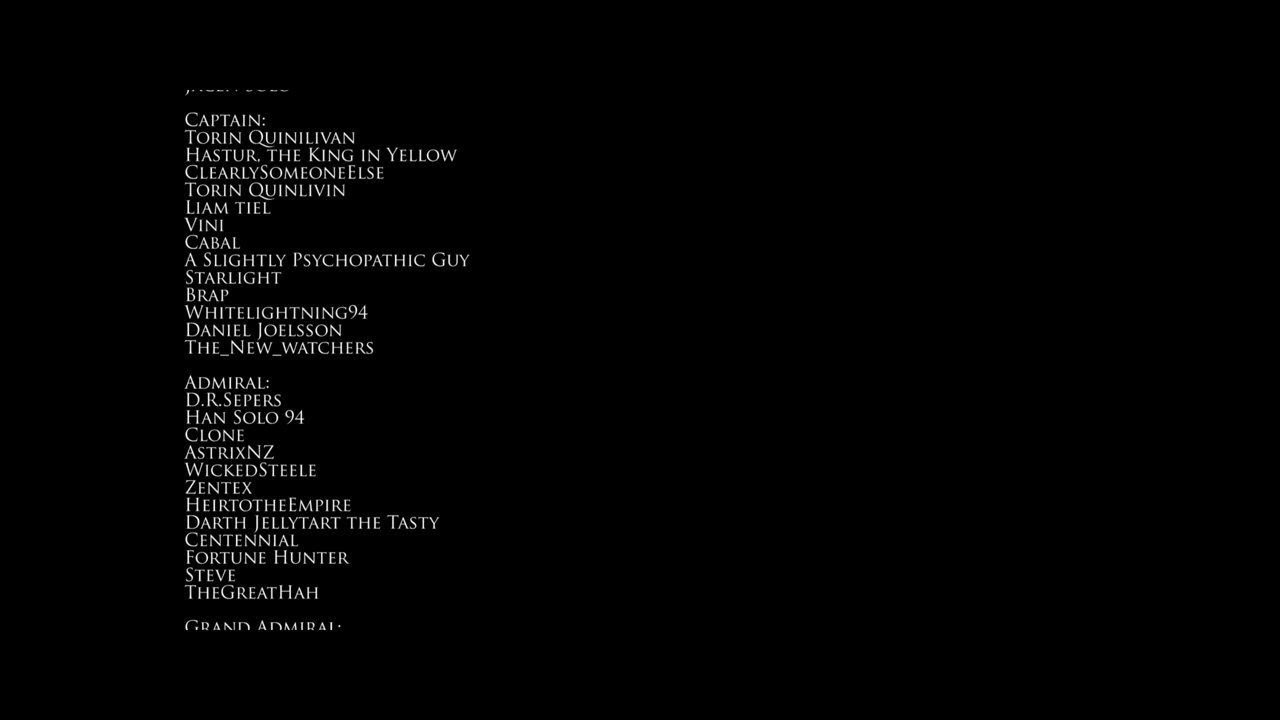 Captain:
Torin Quinilivan
Hastur, the King in Yellow
ClearlySomeoneElse
Torin Quinlivin
Liam tiel
Vini
Cabal
A Slightly Psychopathic Guy
Starlight
Brap
Whitelightning94
Daniel Joelsson
The_New_watchers
Admiral:
D.R.Sepers
Han Solo 94
Clone
AstrixNZ
WickedSteele
Zentex
HeirtotheEmpire
Darth Jellytart the Tasty
Centennial
Fortune Hunter
Steve
TheGreatHah
Grand Admiral: